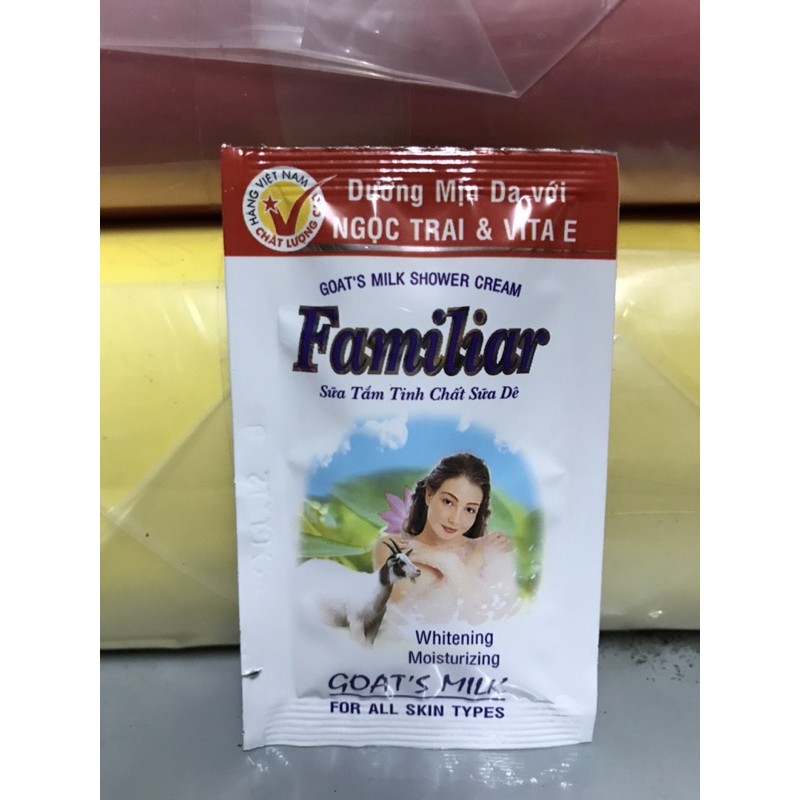 HÀNG VIỆT NAM
CHẤT LƯỢNG
Dưỡng Mịn Da với
NGỌC TRAI & VITA E
GOAT'S MILK SHOWER CREAM
Familiar
Sữa Tắm Tinh Chất Sữa Dê
Whitening
Moisturizing
GOAT'S MILK
FOR ALL SKIN TYPES